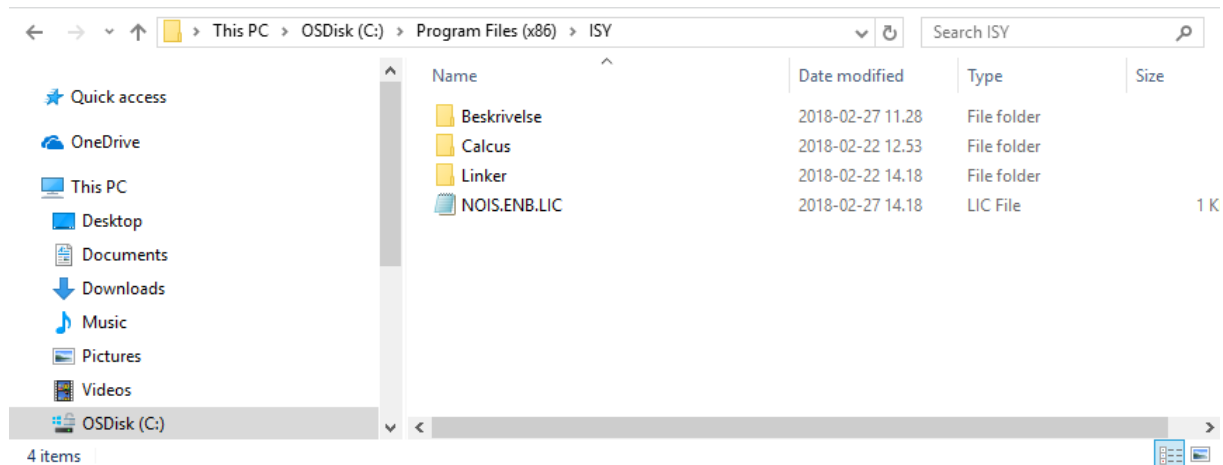 This PC > OSDisk (C:) > Program Files (x86) > ISY Search ISY
Name Date modified Type Size
Quick access
OneDrive
This PC
Desktop
Documents
Downloads
Music
Pictures
Videos
OSDisk (C:)
Beskrivelse 2018-02-27 11.28 File folder
Calcus 2018-02-22 12.53 File folder
Linker 2018-02-22 14.18 File folder
NOIS.ENB.LIC 2018-02-27 14.18 LIC File 1 K
4 items